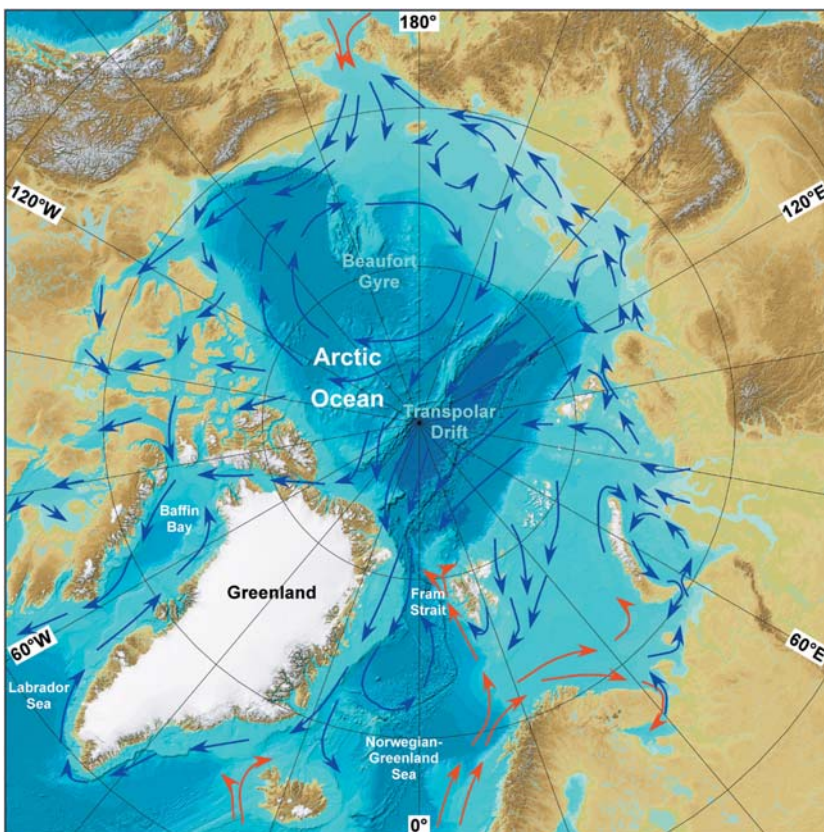 180°
120°W
120°E
Beaufort
Gyre
Arctic
Ocean
Transpolar
Drift
Baffin
Bay
Greenland
Fram
Strait
60°W
60°E
Labrador
Sea
Norwegian-
Greenland
Sea
0°